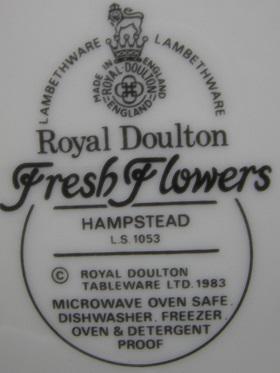 LAMBETHWARE LAMBETHWARE
MADE IN ENGLAND
ROYAL·DOULTON
ENGLAND
Royal Doulton
Fresh Flowers
HAMPSTEAD
L.S. 1053
© ROYAL DOULTON
TABLEWARE LTD. 1983
MICROWAVE OVEN SAFE.
DISHWASHER. FREEZER.
OVEN & DETERGENT
PROOF